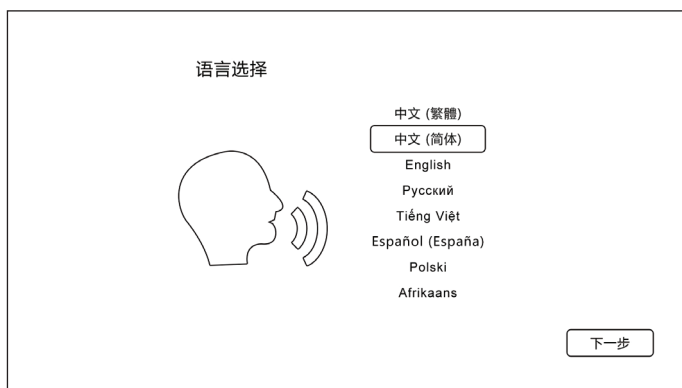 语言选择
中文 (繁體)
中文 (简体)
English
Русский
Tiếng Việt
Español (España)
Polski
Afrikaans
下一步